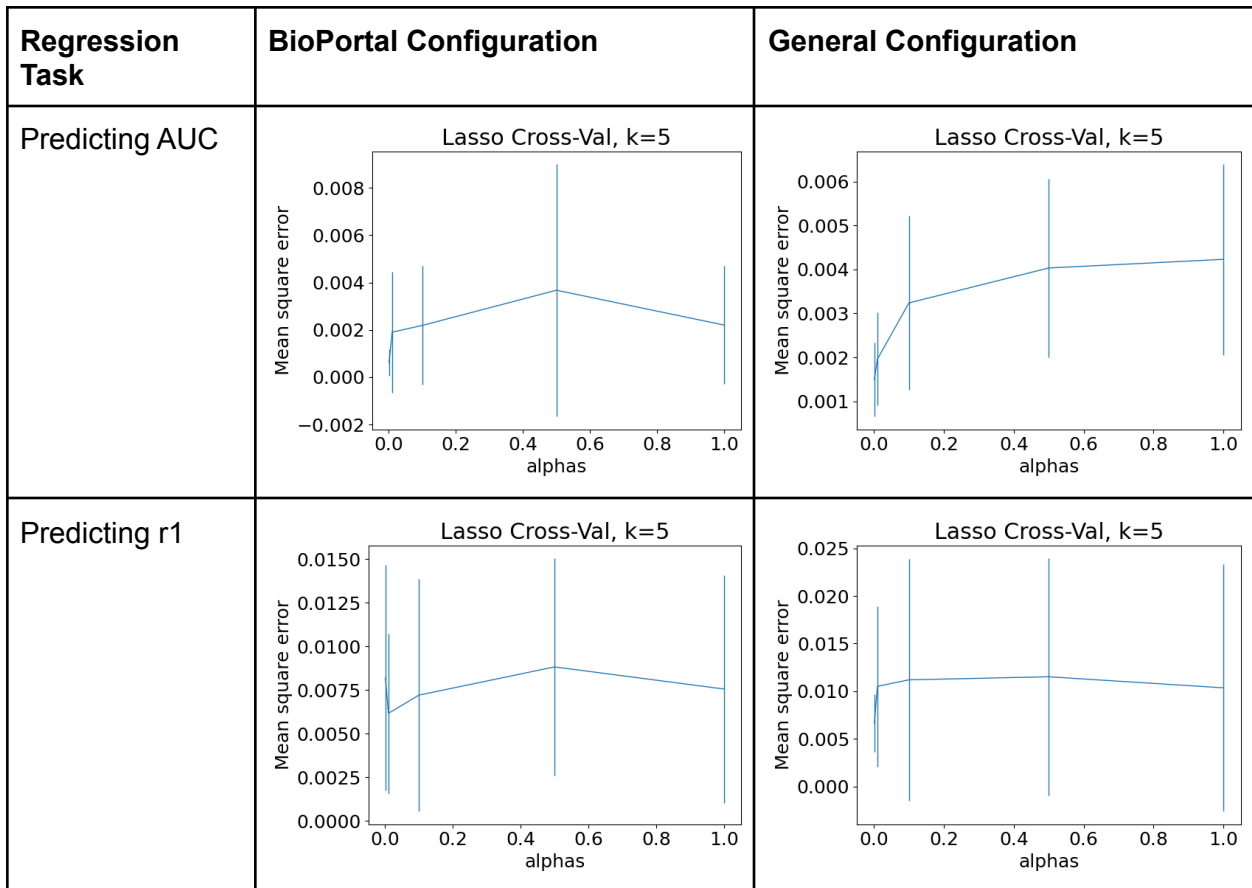 Regression
Task
BioPortal Configuration
General Configuration
Predicting AUC
Lasso Cross-Val, k=5
Mean square error
0.008
0.006
0.004
0.002
0.000
−0.002
0.0 0.2 0.4 0.6 0.8 1.0
alphas
Lasso Cross-Val, k=5
Mean square error
0.006
0.005
0.004
0.003
0.002
0.001
0.0 0.2 0.4 0.6 0.8 1.0
alphas
Predicting r1
Lasso Cross-Val, k=5
Mean square error
0.0150
0.0125
0.0100
0.0075
0.0050
0.0025
0.0000
0.0 0.2 0.4 0.6 0.8 1.0
alphas
Lasso Cross-Val, k=5
Mean square error
0.025
0.020
0.015
0.010
0.005
0.000
0.0 0.2 0.4 0.6 0.8 1.0
alphas